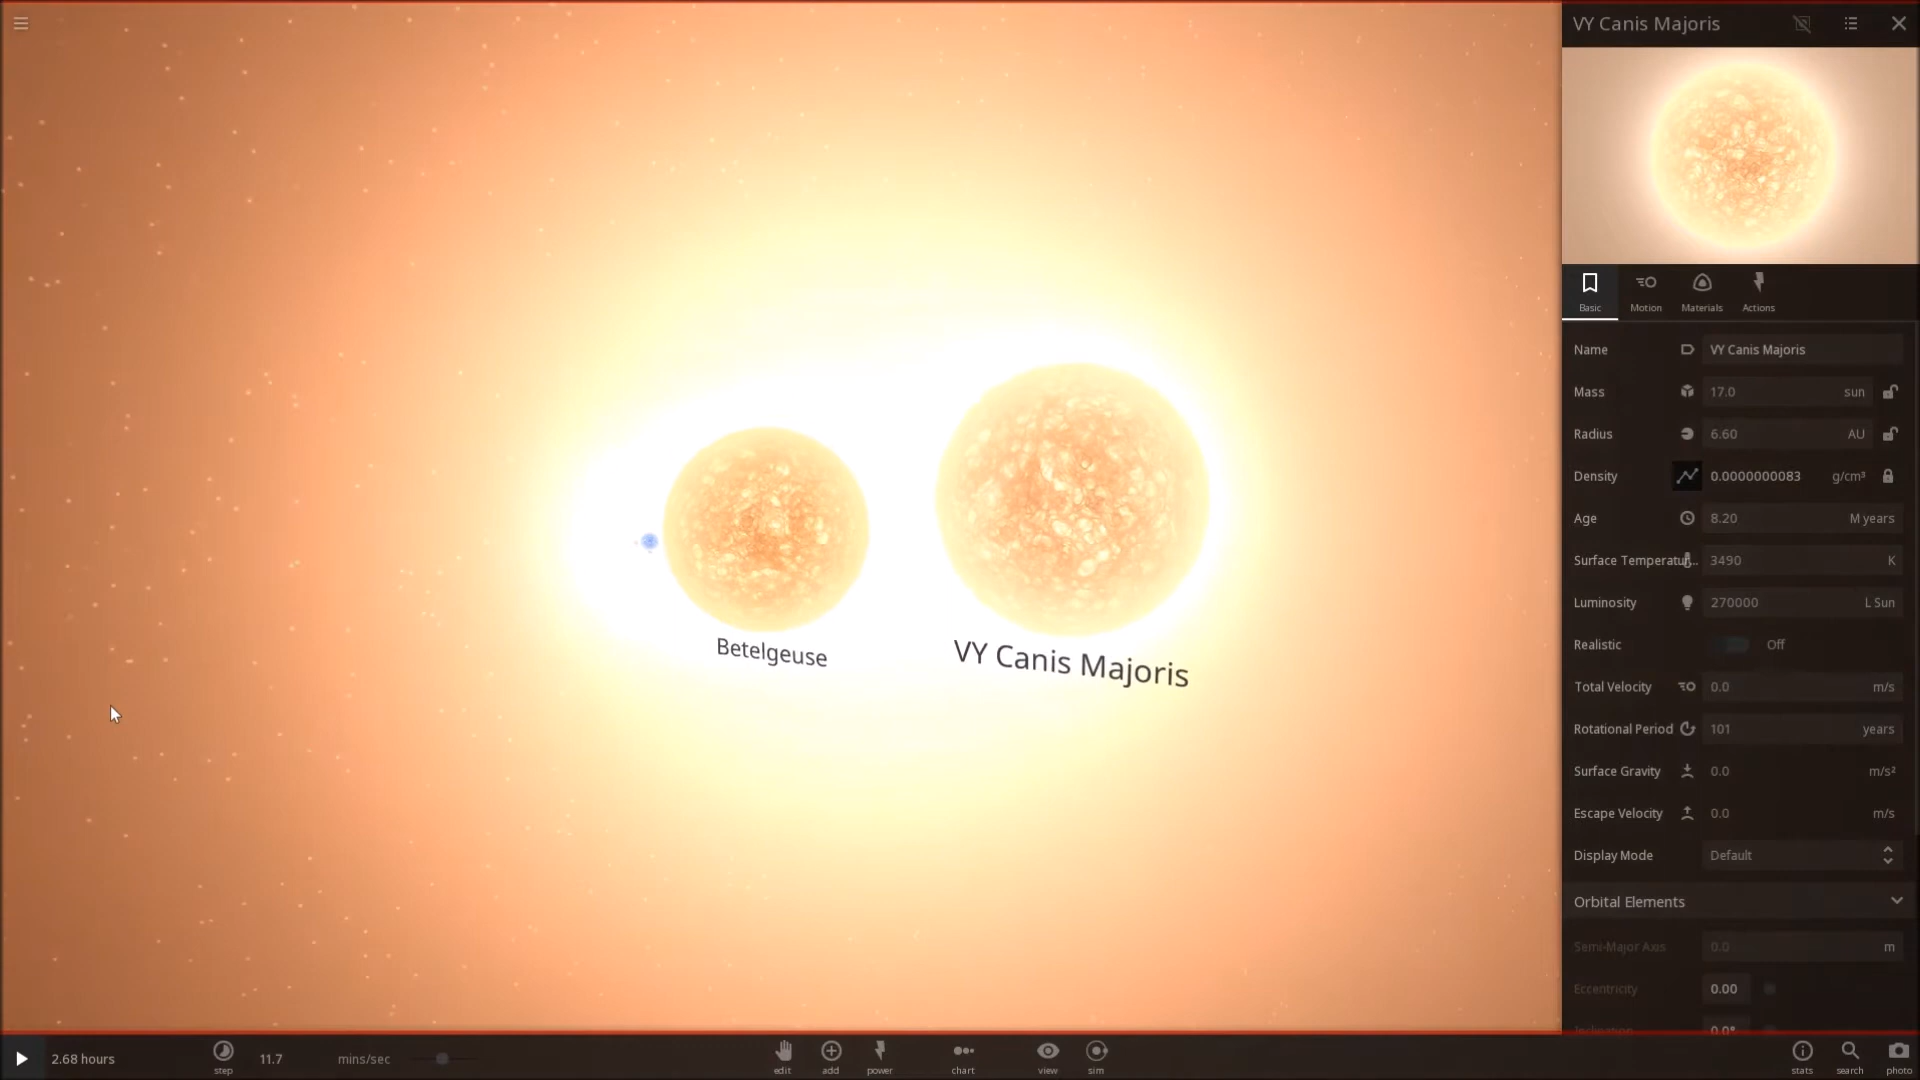 VY Canis Majoris
Basic
Motion
Materials
Actions
Name VY Canis Majoris
Mass 17.0 sun
Radius 6.60 AU
Density 0.0000000083 g/cm³
Age 8.20 M years
Surface Temperatur... 3490 K
Luminosity 270000 L Sun
Realistic Off
Total Velocity 0.0 m/s
Rotational Period 101 years
Surface Gravity 0.0 m/s²
Escape Velocity 0.0 m/s
Display Mode Default
Orbital Elements
Semi-Major Axis 0.0 m
Eccentricity 0.00
Inclination 0.0°
Betelgeuse
VY Canis Majoris
2.68 hours
step
11.7 mins/sec
edit
add
power
chart
view
sim
stats
search
photo